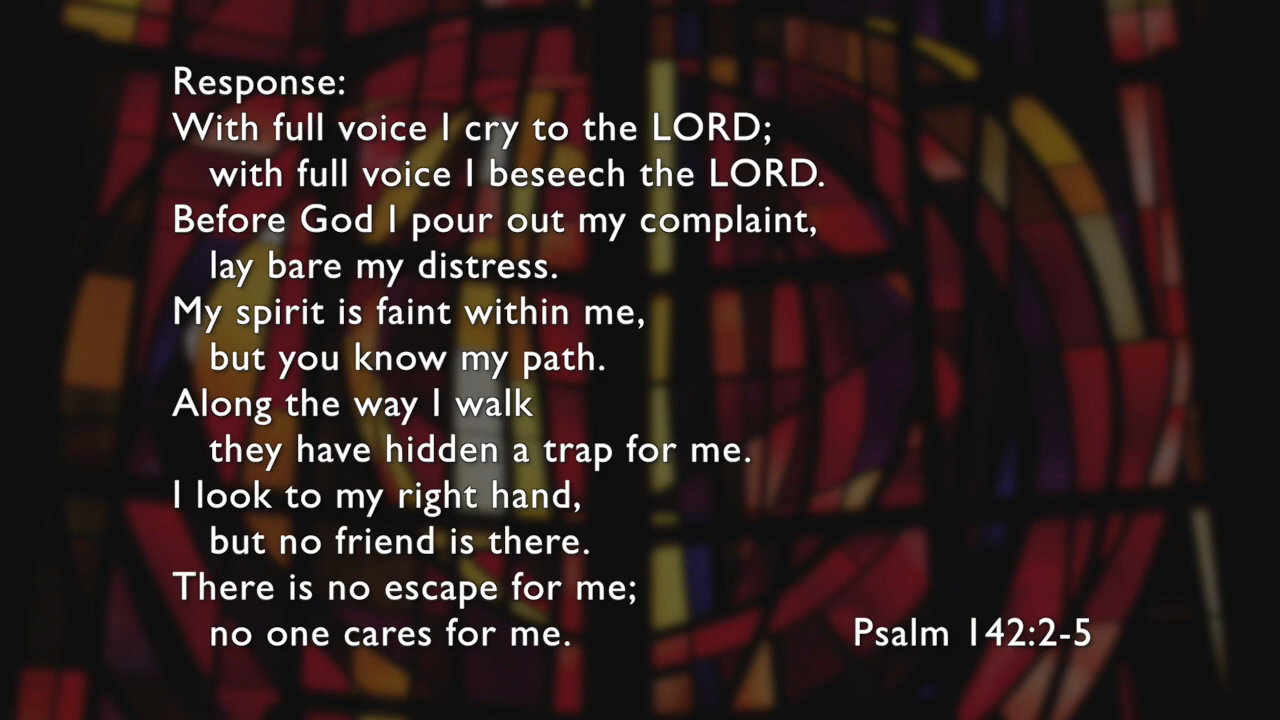 Response:
With full voice I cry to the LORD;
with full voice I beseech the LORD.
Before God I pour out my complaint,
lay bare my distress.
My spirit is faint within me,
but you know my path.
Along the way I walk
they have hidden a trap for me.
I look to my right hand,
but no friend is there.
There is no escape for me;
no one cares for me.
Psalm 142:2-5